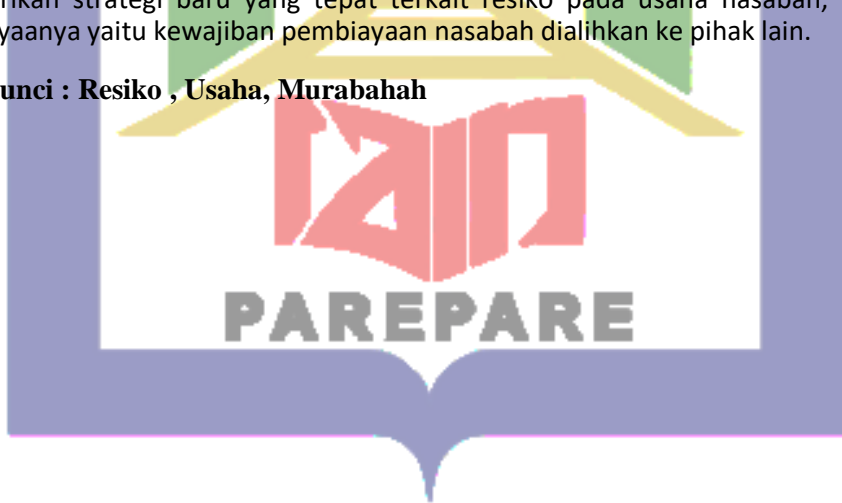 rikan strategi baru yang tepat terkait resiko pada usaha nasabah,
yaanya yaitu kewajiban pembiayaan nasabah dialihkan ke pihak lain.
unci : Resiko , Usaha, Murabahah
PAREPARE